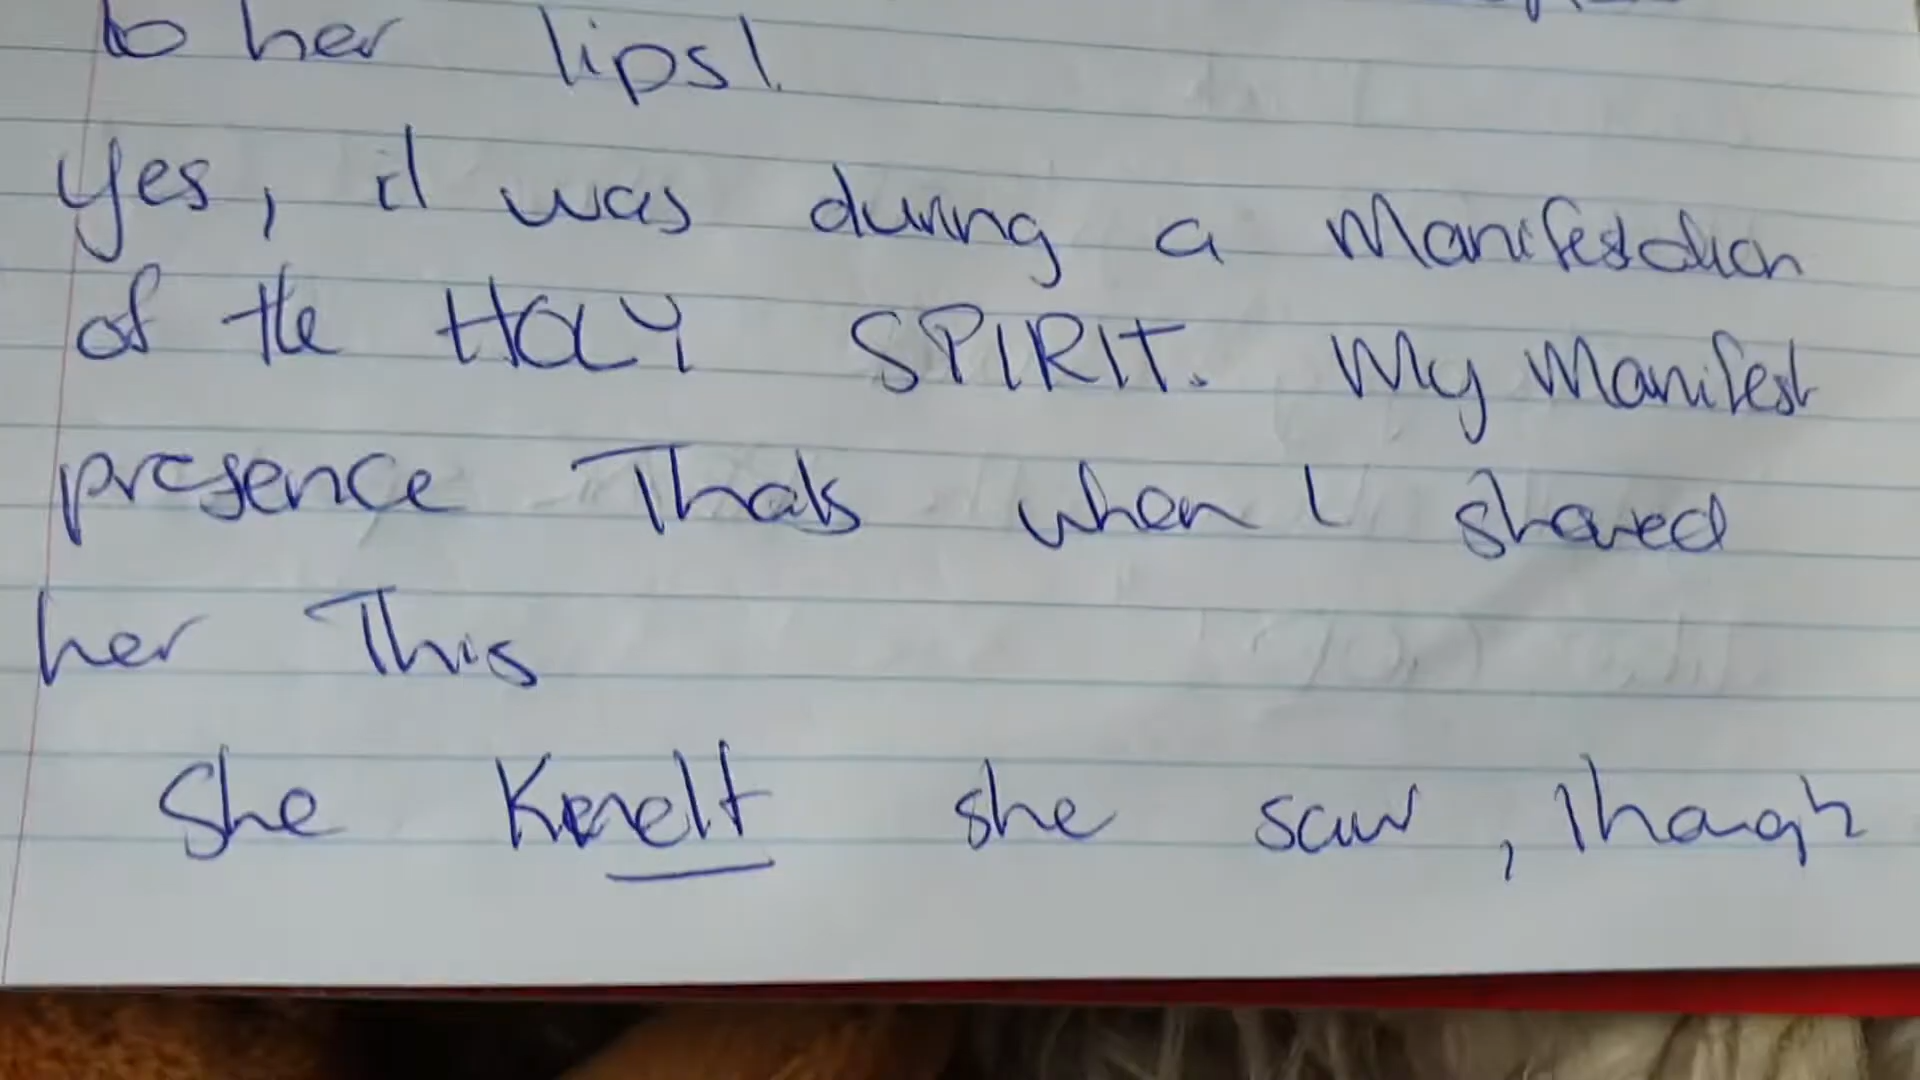 to her lips!
Yes, it was during a Manifestation
of the HOLY SPIRIT. My Manifest
presence Thats when I shared
her This
She Knelt she saw, though